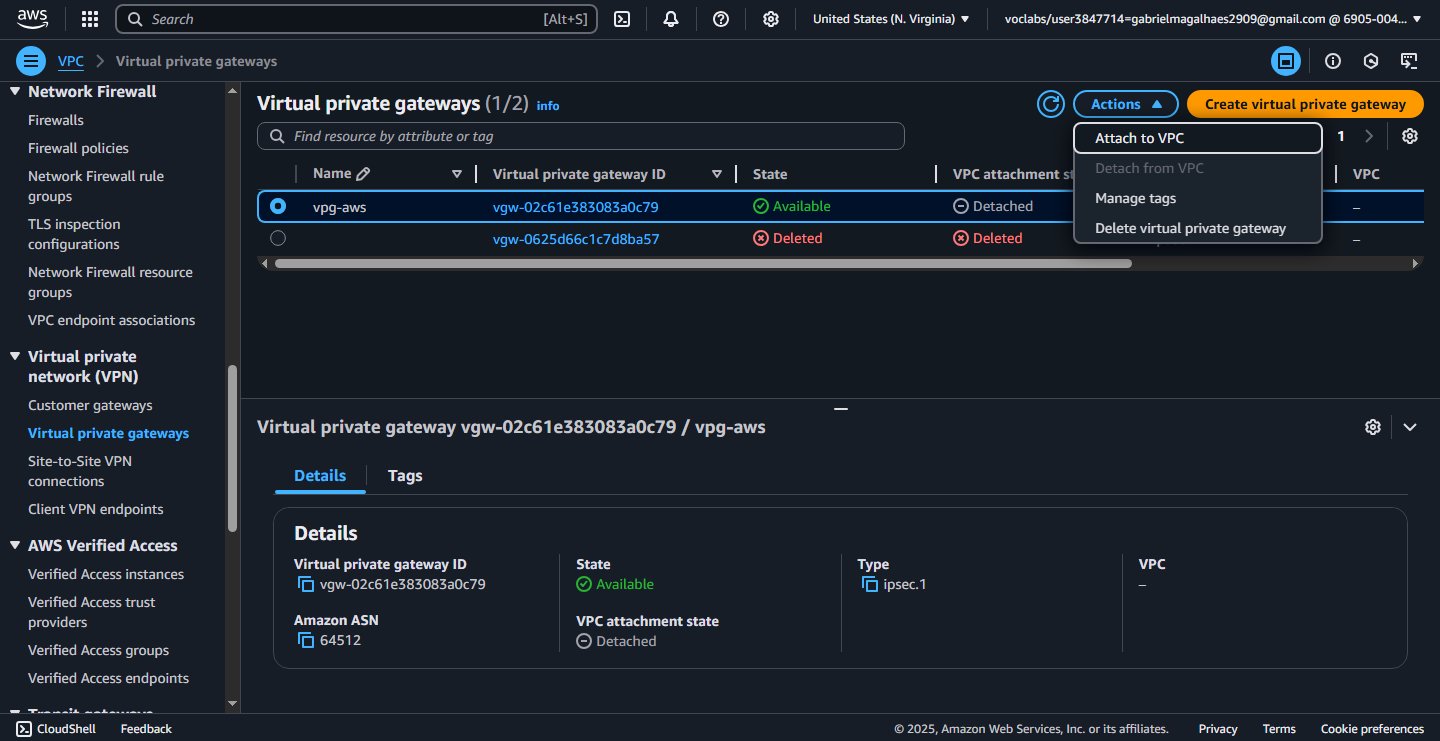 aws
Search [Alt+S]
United States (N. Virginia)
voclabs/user3847714=gabrielmagalhaes2909@gmail.com @ 6905-004...
VPC > Virtual private gateways
Network Firewall
Firewalls
Firewall policies
Network Firewall rule
groups
TLS inspection
configurations
Network Firewall resource
groups
VPC endpoint associations
Virtual private
network (VPN)
Customer gateways
Virtual private gateways
Site-to-Site VPN
connections
Client VPN endpoints
AWS Verified Access
Verified Access instances
Verified Access trust
providers
Verified Access groups
Verified Access endpoints
Transit gateways
Virtual private gateways (1/2) info
Actions
Create virtual private gateway
Find resource by attribute or tag
1
Attach to VPC
Detach from VPC
Manage tags
Delete virtual private gateway
Name Virtual private gateway ID State VPC attachment st VPC
vpg-aws vgw-02c61e383083a0c79 Available Detached –
vgw-0625d66c1c7d8ba57 Deleted Deleted –
Virtual private gateway vgw-02c61e383083a0c79 / vpg-aws
Details Tags
Details
Virtual private gateway ID
vgw-02c61e383083a0c79
State
Available
Type
ipsec.1
VPC
–
Amazon ASN
64512
VPC attachment state
Detached
CloudShell Feedback
© 2025, Amazon Web Services, Inc. or its affiliates. Privacy Terms Cookie preferences